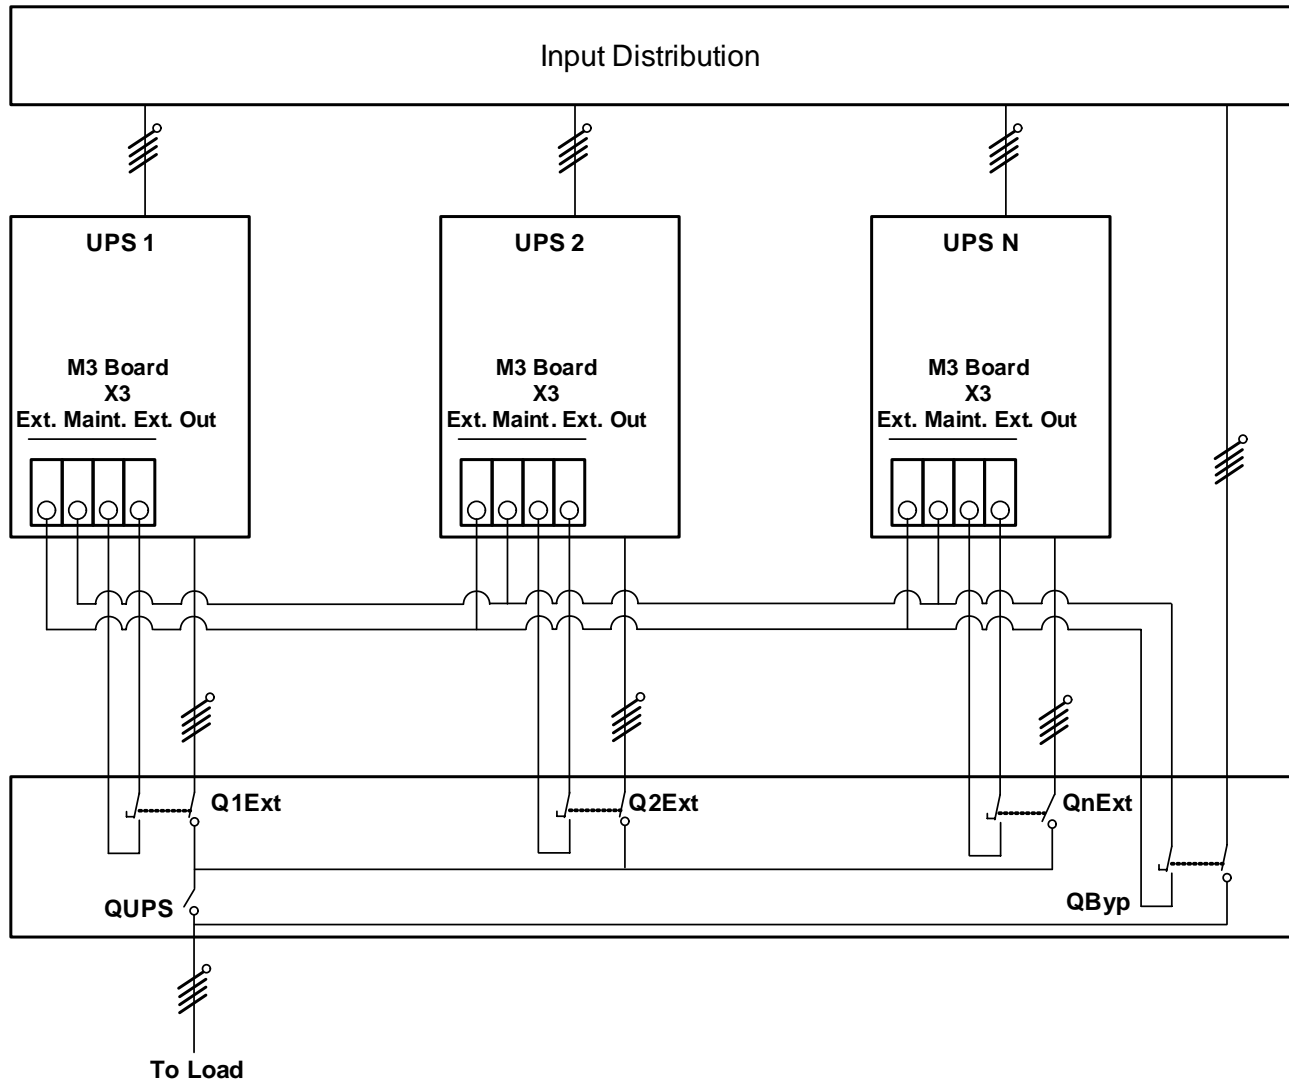 Input Distribution
UPS 1
UPS 2
UPS N
M3 Board
X3
Ext. Maint. Ext. Out
M3 Board
X3
Ext. Maint. Ext. Out
M3 Board
X3
Ext. Maint. Ext. Out
Q1Ext
Q2Ext
QnExt
QUPS
QByp
To Load